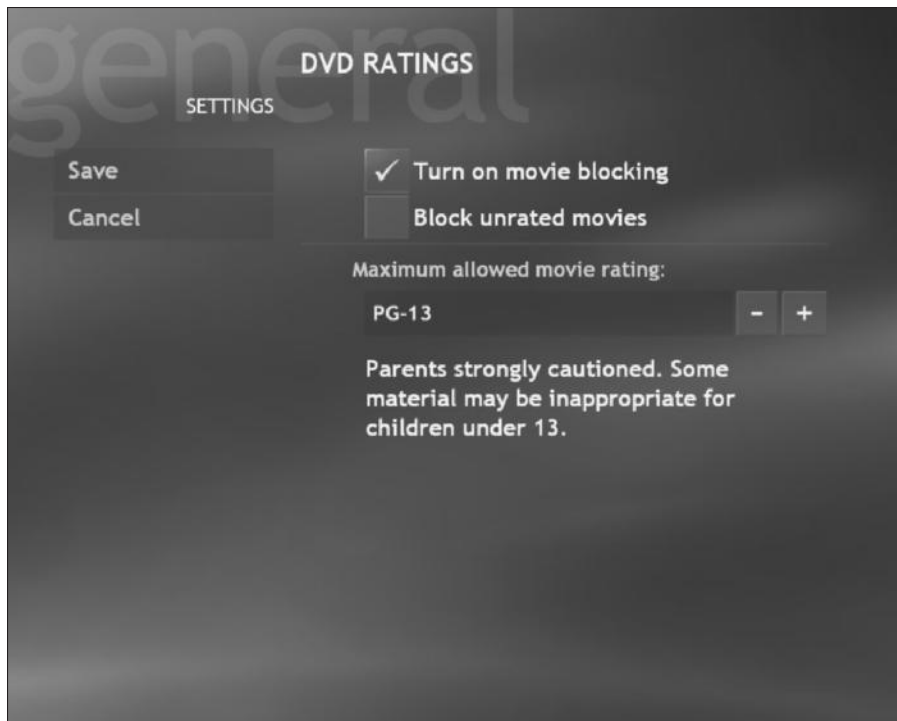 general
DVD RATINGS
SETTINGS
Save
Cancel
Turn on movie blocking
Block unrated movies
Maximum allowed movie rating:
PG-13 - +
Parents strongly cautioned. Some
material may be inappropriate for
children under 13.